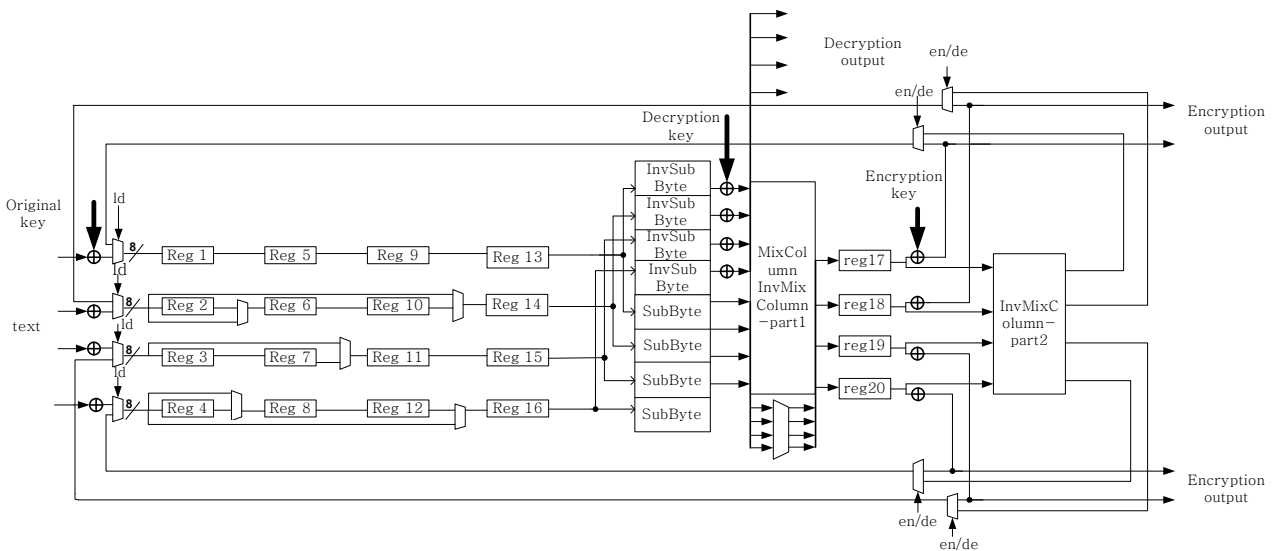 Decryption
output
en/de
en/de
Encryption
output
Decryption
key
Encryption
key
Original
key
ld
8
Reg 1
Reg 5
Reg 9
Reg 13
ld
8
Reg 2
Reg 6
Reg 10
Reg 14
text
ld
8
Reg 3
Reg 7
Reg 11
Reg 15
ld
8
Reg 4
Reg 8
Reg 12
Reg 16
InvSub
Byte
InvSub
Byte
InvSub
Byte
InvSub
Byte
SubByte
SubByte
SubByte
SubByte
MixCol
umn
InvMix
Column
-part1
reg17
reg18
reg19
reg20
InvMixC
olumn-
part2
Encryption
output
en/de
en/de